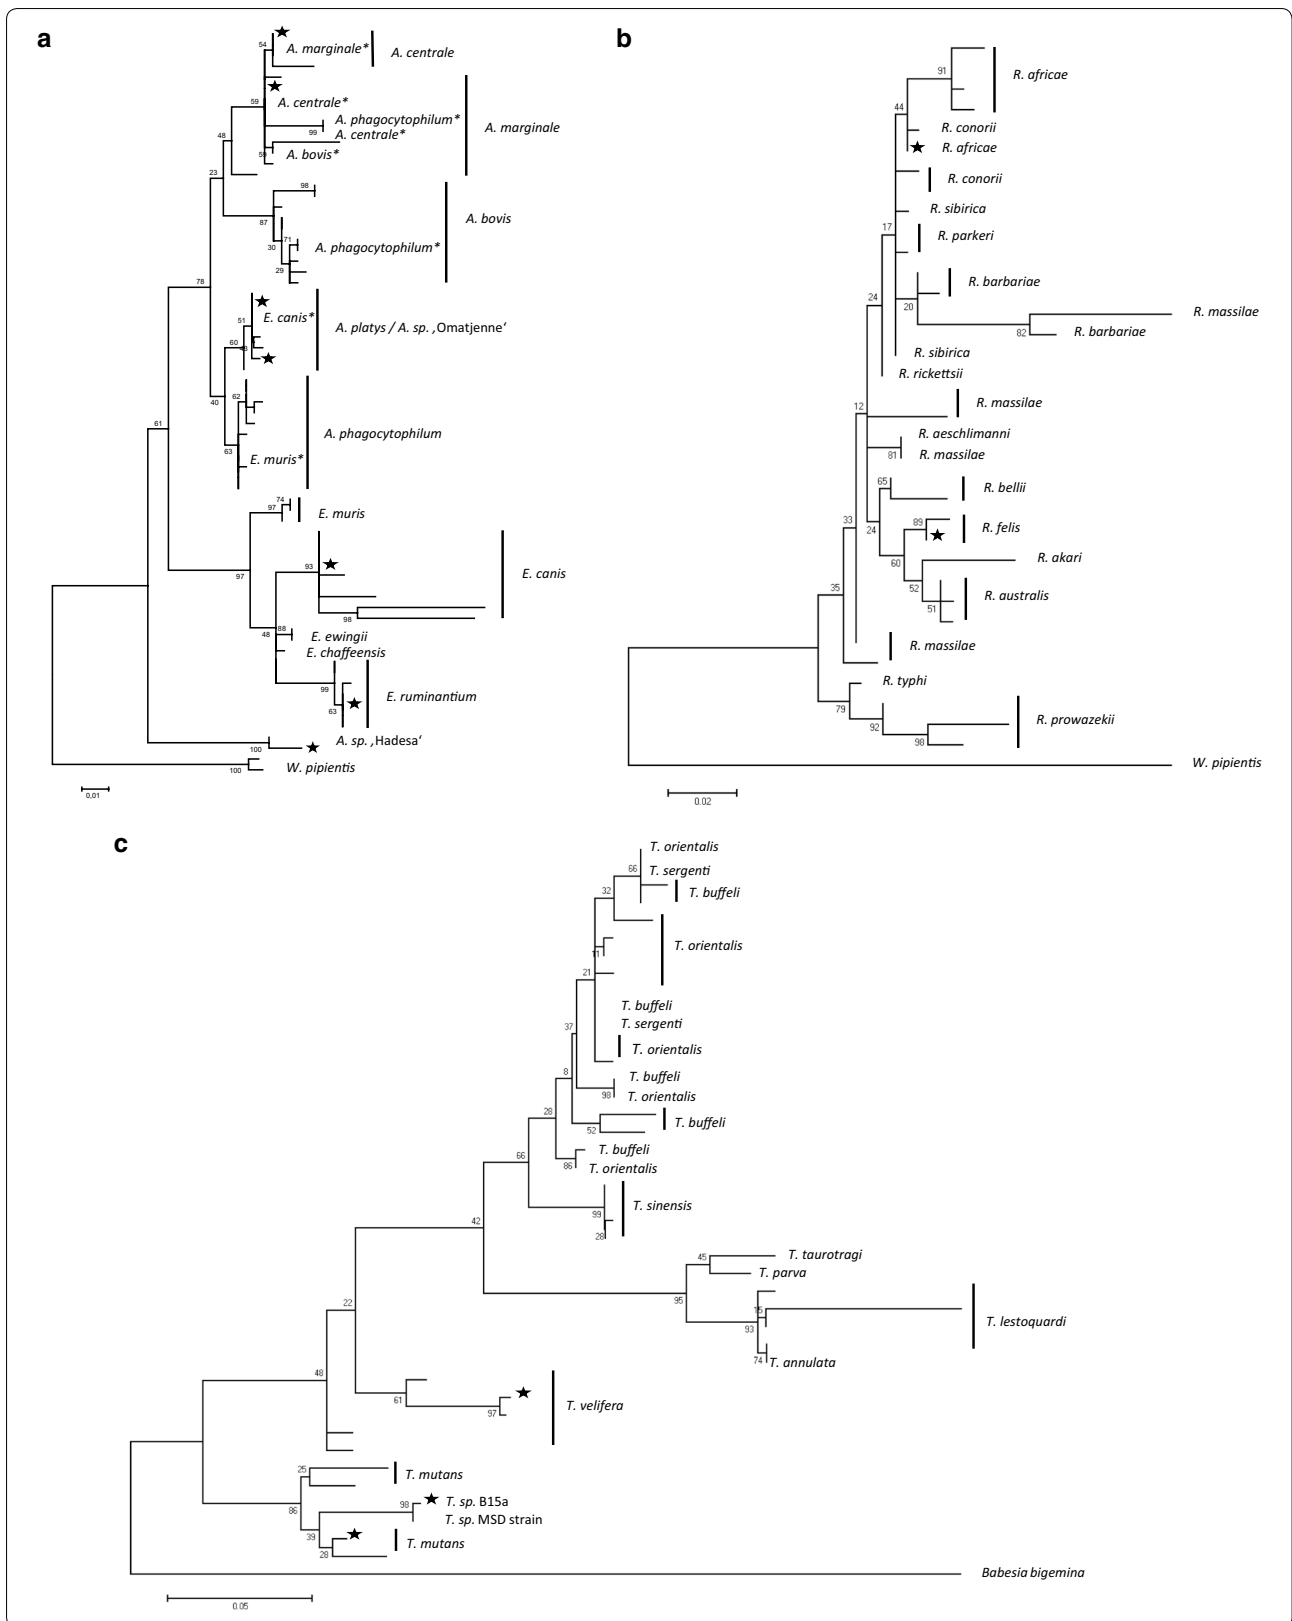 a
54
A. marginale*
A. centrale
A. centrale*
59
A. phagocytophilum*
99
A. centrale*
A. marginale
48
59
A. bovis*
23
98
A. bovis
87
71
30
A. phagocytophilum*
29
78
51
E. canis*
A. platys / A. sp. ‚Omatjenne‘
60
40
62
A. phagocytophilum
63
E. muris*
61
74
97
E. muris
93
E. canis
97
98
88
48
E. ewingii
E. chaffeensis
99
E. ruminantium
63
A. sp. ‚Hadesa‘
100
100
W. pipientis
0,01
b
91
R. africae
44
R. conorii
R. africae
R. conorii
R. sibirica
17
R. parkeri
R. barbariae
24
20
R. massilae
82
R. barbariae
R. sibirica
R. rickettsii
12
R. massilae
R. aeschlimanni
81
R. massilae
65
R. bellii
33
24
89
R. felis
60
R. akari
52
35
51
R. australis
R. massilae
R. typhi
79
92
R. prowazekii
98
W. pipientis
0.02
c
T. orientalis
66
T. sergenti
32
T. buffeli
T. orientalis
11
21
T. buffeli
T. sergenti
37
T. orientalis
8
T. buffeli
98
T. orientalis
28
T. buffeli
52
T. buffeli
66
86
T. orientalis
T. sinensis
99
42
28
45
T. taurotragi
T. parva
95
22
15
T. lestoquardi
93
74
T. annulata
48
61
T. velifera
97
25
T. mutans
98
T. sp. B15a
86
T. sp. MSD strain
39
T. mutans
28
Babesia bigemina
0.05